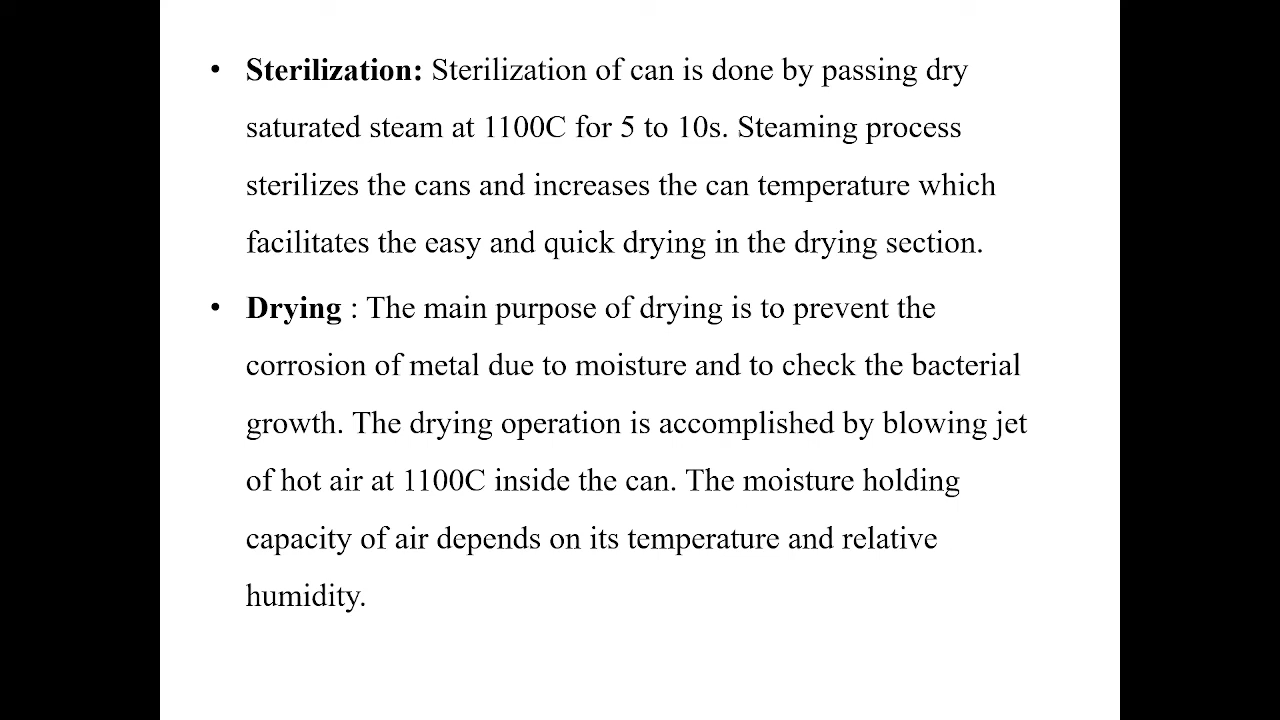 • Sterilization: Sterilization of can is done by passing dry
saturated steam at 1100C for 5 to 10s. Steaming process
sterilizes the cans and increases the can temperature which
facilitates the easy and quick drying in the drying section.
• Drying : The main purpose of drying is to prevent the
corrosion of metal due to moisture and to check the bacterial
growth. The drying operation is accomplished by blowing jet
of hot air at 1100C inside the can. The moisture holding
capacity of air depends on its temperature and relative
humidity.